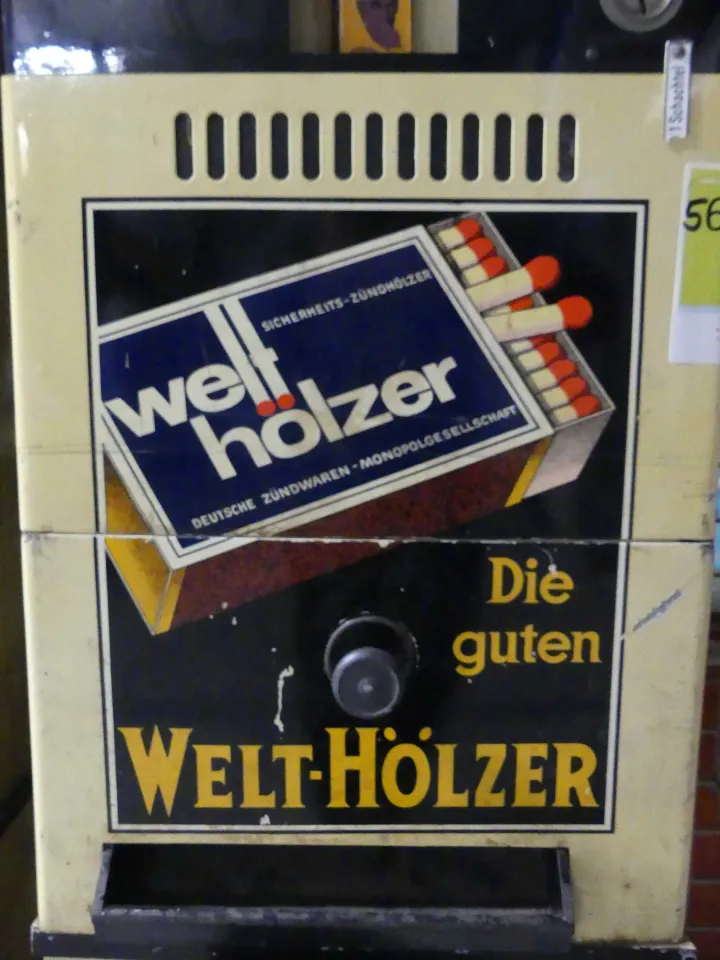 1 Schachtel
56
SICHERHEITS-ZÜNDHÖLZER
welt
hölzer
DEUTSCHE ZÜNDWAREN-MONOPOLGESELLSCHAFT
Die
guten
WELT-HÖLZER